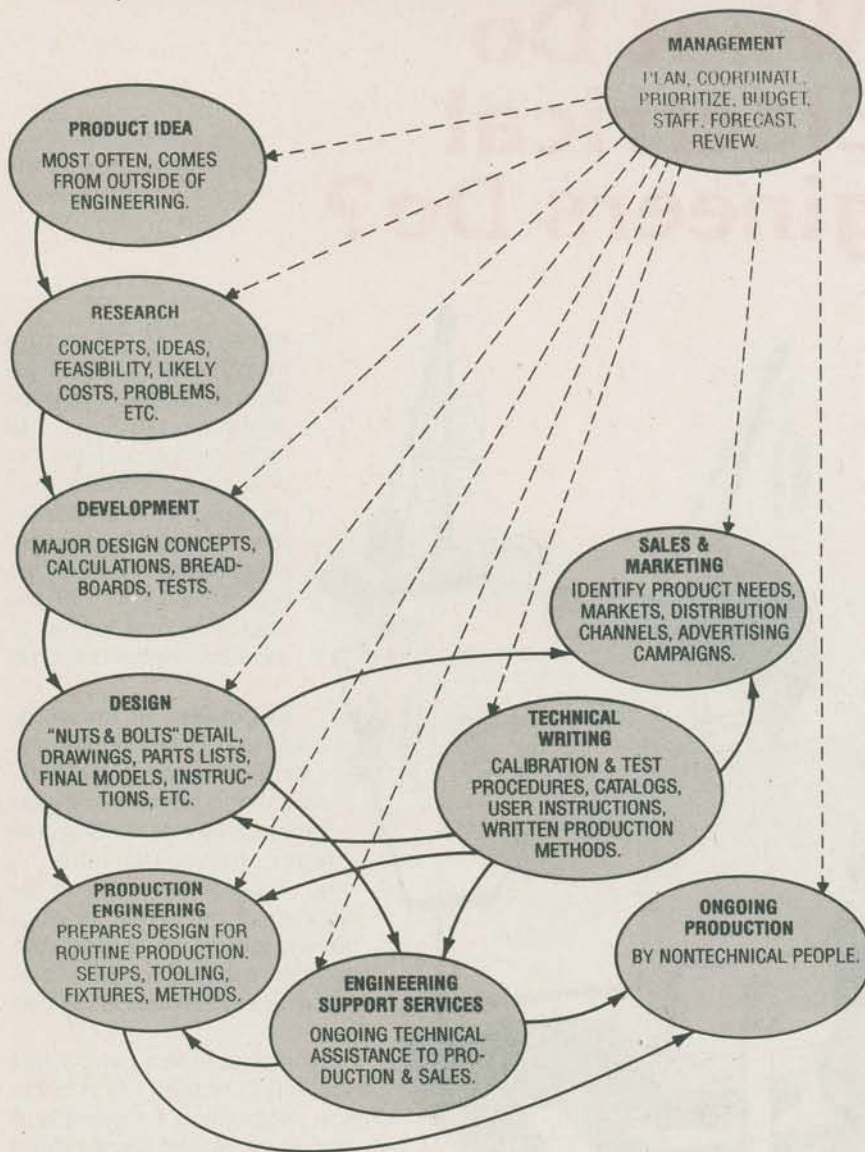 MANAGEMENT
PLAN, COORDINATE,
PRIORITIZE, BUDGET,
STAFF, FORECAST,
REVIEW.
PRODUCT IDEA
MOST OFTEN, COMES
FROM OUTSIDE OF
ENGINEERING.
RESEARCH
CONCEPTS, IDEAS,
FEASIBILITY, LIKELY
COSTS, PROBLEMS,
ETC.
DEVELOPMENT
MAJOR DESIGN CONCEPTS,
CALCULATIONS, BREAD-
BOARDS, TESTS.
SALES &
MARKETING
IDENTIFY PRODUCT NEEDS,
MARKETS, DISTRIBUTION
CHANNELS, ADVERTISING
CAMPAIGNS.
DESIGN
"NUTS & BOLTS" DETAIL,
DRAWINGS, PARTS LISTS,
FINAL MODELS, INSTRUC-
TIONS, ETC.
TECHNICAL
WRITING
CALIBRATION & TEST
PROCEDURES, CATALOGS,
USER INSTRUCTIONS,
WRITTEN PRODUCTION
METHODS.
PRODUCTION
ENGINEERING
PREPARES DESIGN FOR
ROUTINE PRODUCTION.
SETUPS, TOOLING,
FIXTURES, METHODS.
ENGINEERING
SUPPORT SERVICES
ONGOING TECHNICAL
ASSISTANCE TO PRO-
DUCTION & SALES.
ONGOING
PRODUCTION
BY NONTECHNICAL PEOPLE.